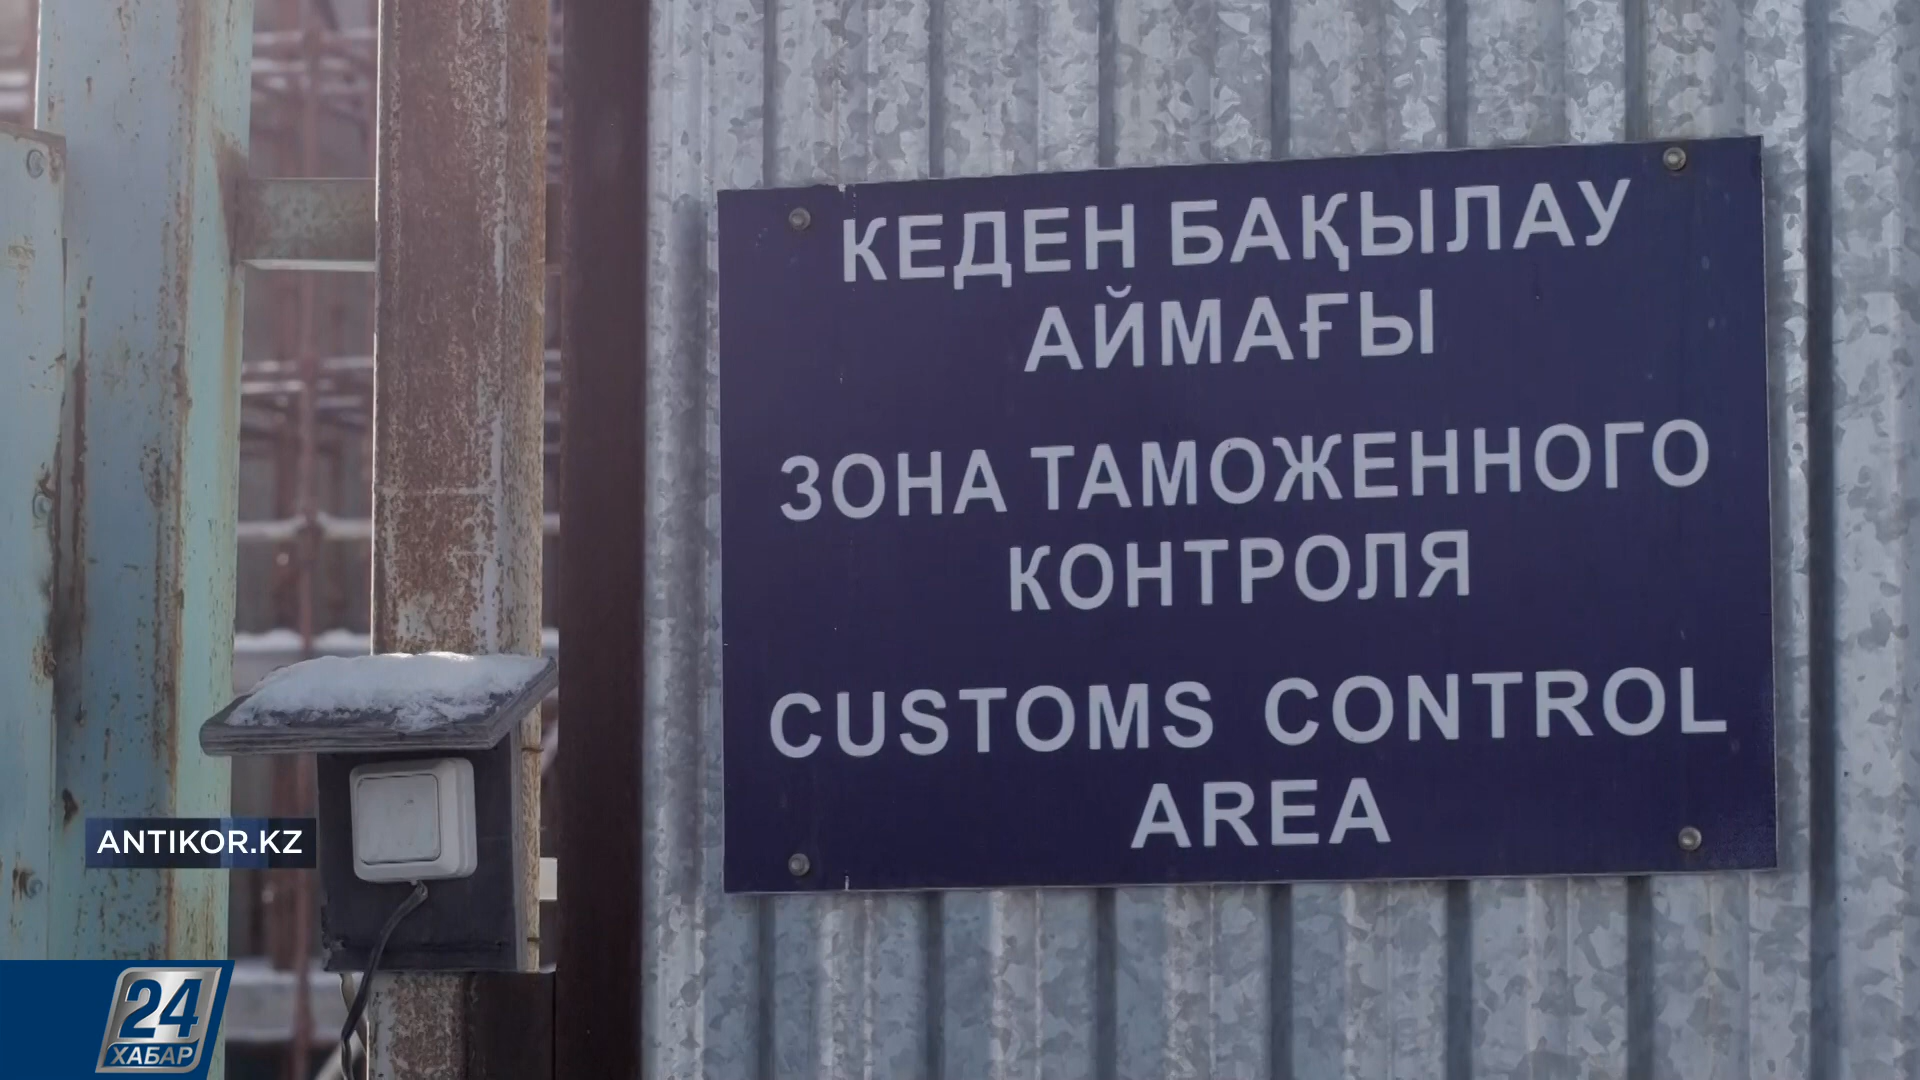 КЕДЕН БАҚЫЛАУ
АЙМАҒЫ
ЗОНА ТАМОЖЕННОГО
КОНТРОЛЯ
CUSTOMS CONTROL
AREA
ANTIKOR.KZ
24
ХАБАР